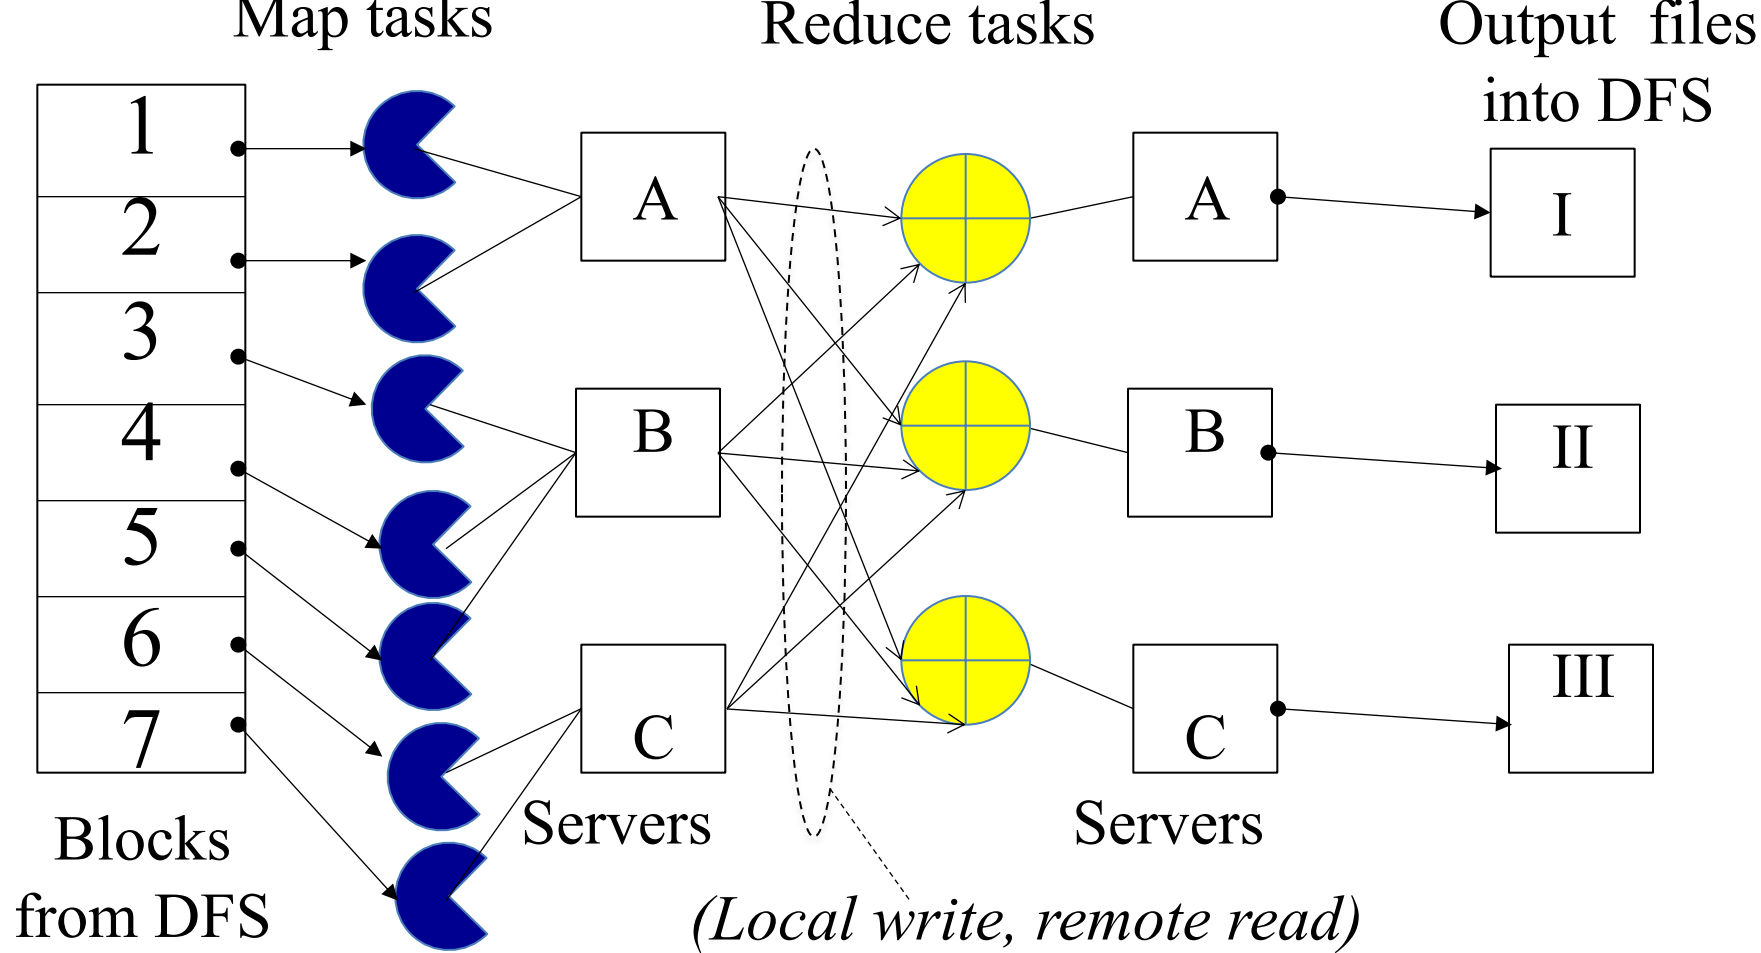 Map tasks
Reduce tasks
Output files
into DFS
1
2
3
4
5
6
7
A
B
C
A
B
C
I
II
III
Servers
Servers
Blocks
from DFS
(Local write, remote read)